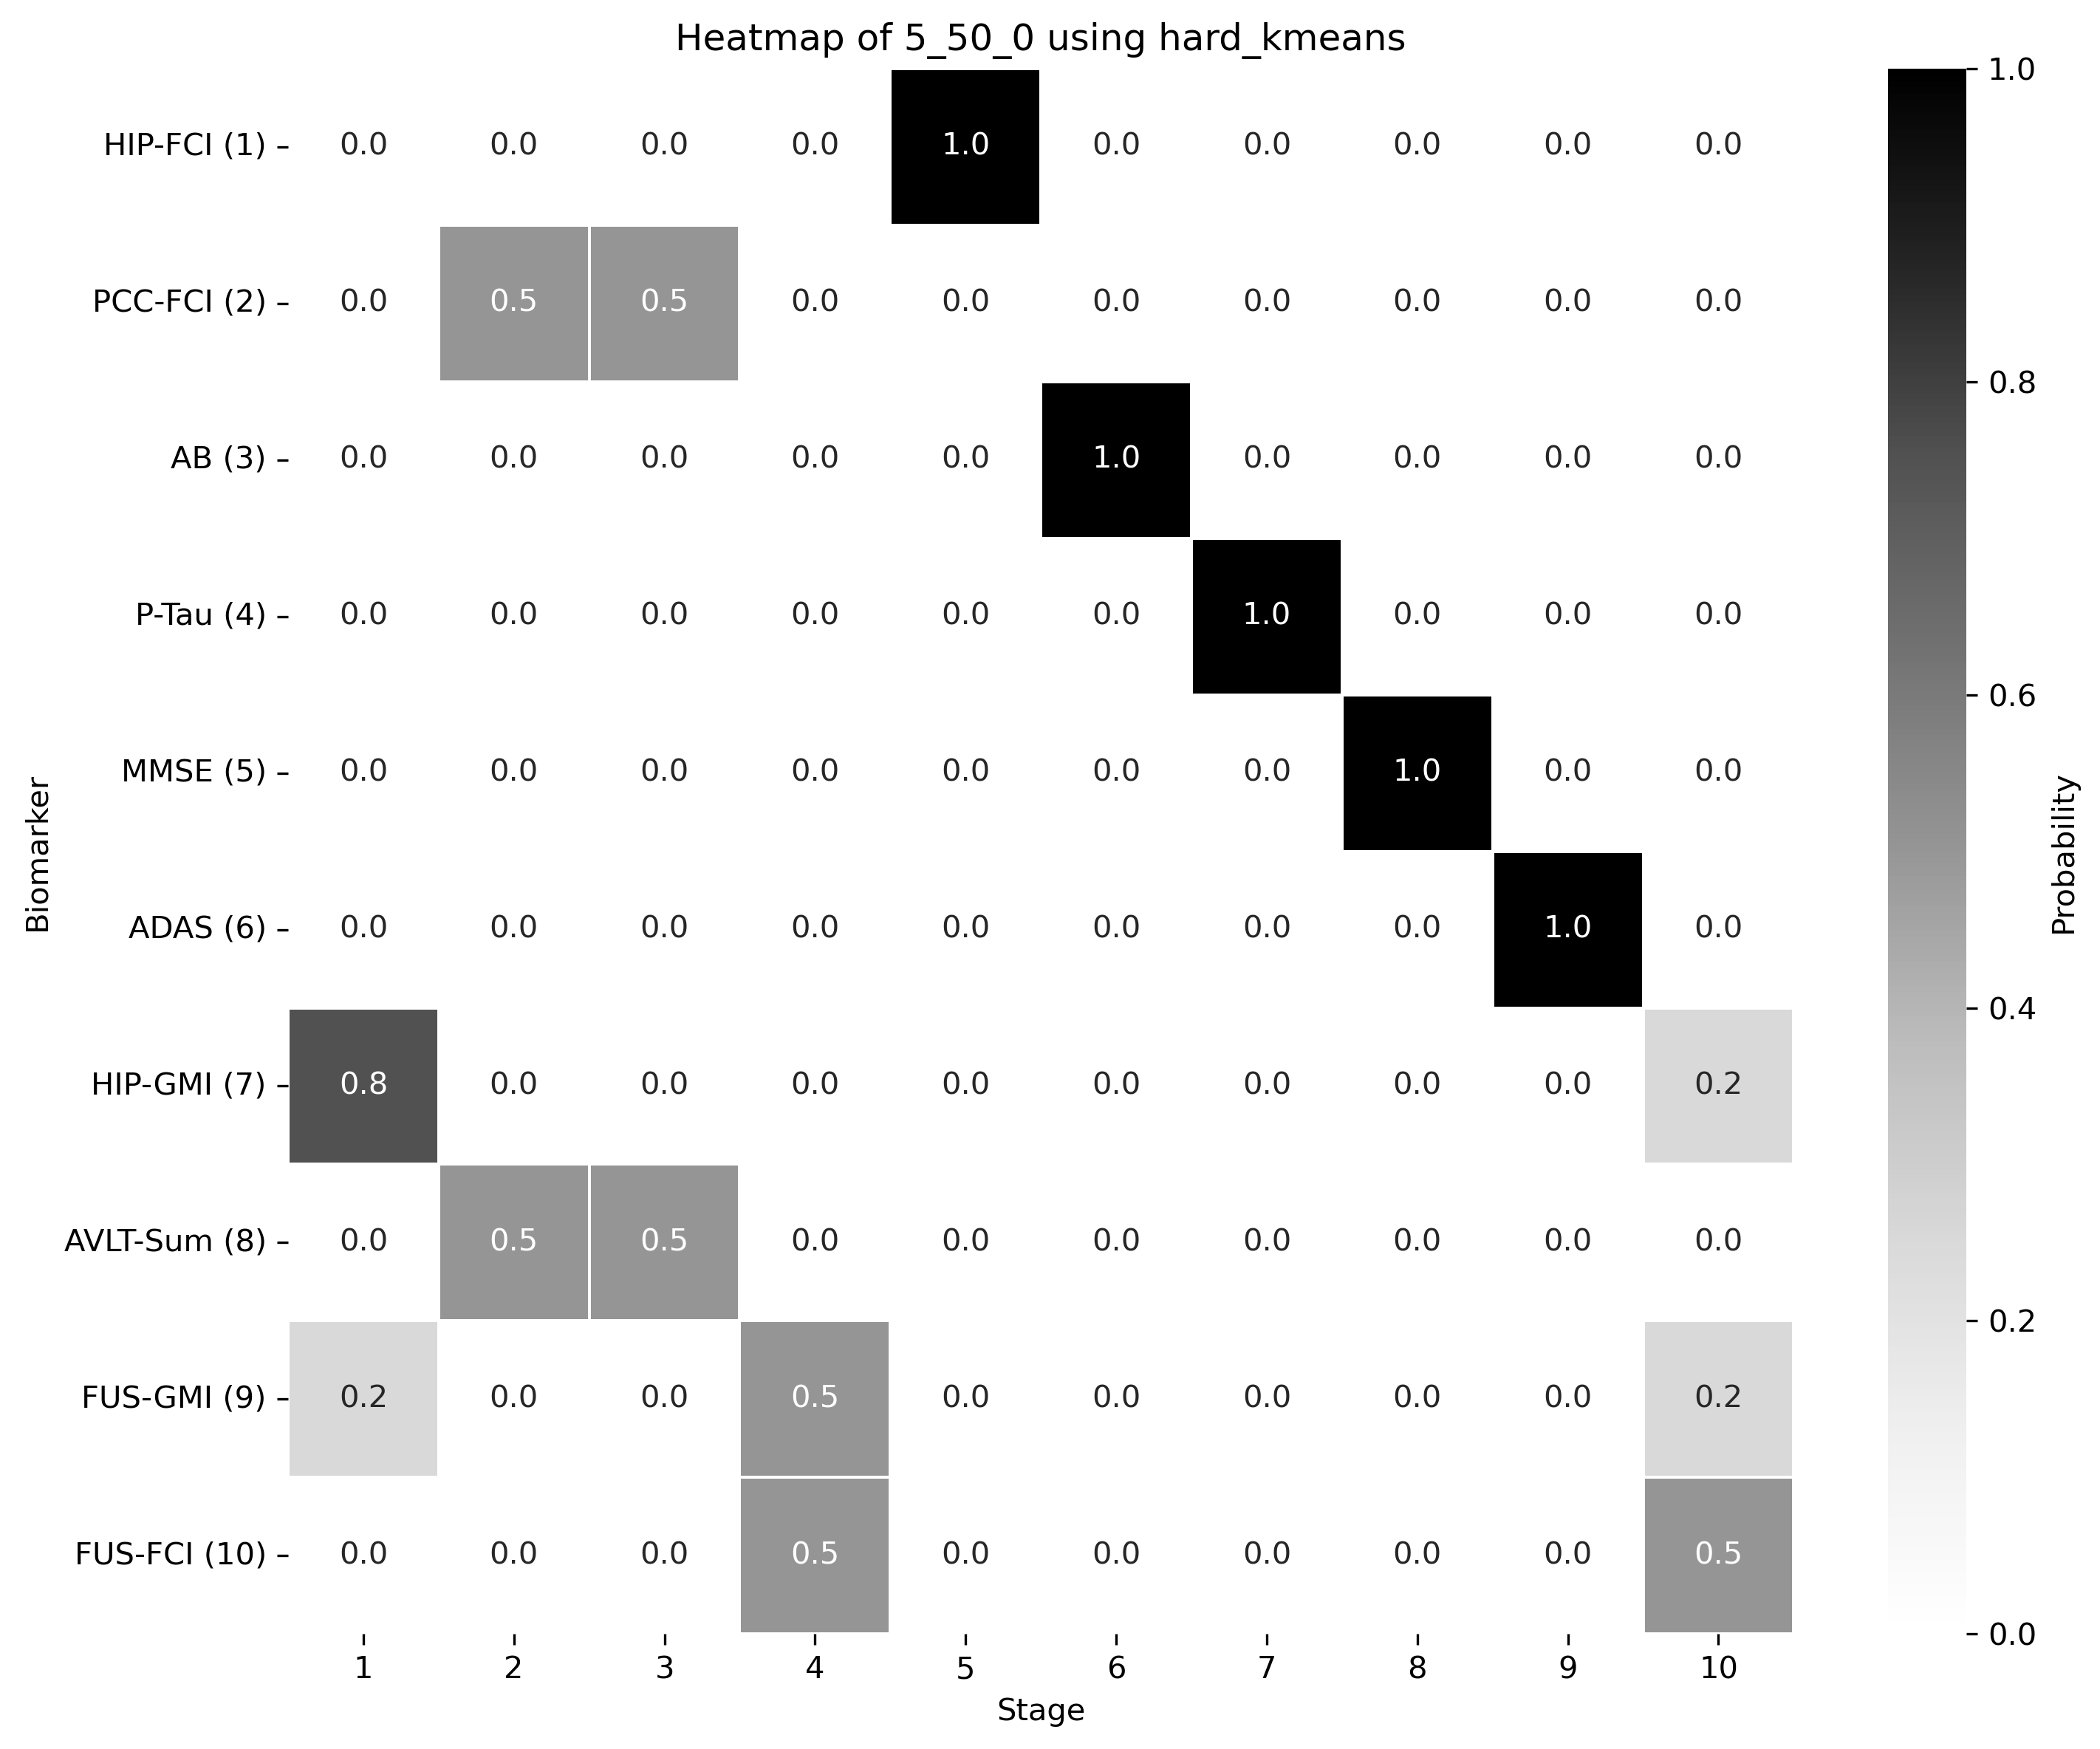 Heatmap of 5_50_0 using hard_kmeans
HIP-FCI (1) 0.0 0.0 0.0 0.0 1.0 0.0 0.0 0.0 0.0 0.0
PCC-FCI (2) 0.0 0.5 0.5 0.0 0.0 0.0 0.0 0.0 0.0 0.0
AB (3) 0.0 0.0 0.0 0.0 0.0 1.0 0.0 0.0 0.0 0.0
P-Tau (4) 0.0 0.0 0.0 0.0 0.0 0.0 1.0 0.0 0.0 0.0
MMSE (5) 0.0 0.0 0.0 0.0 0.0 0.0 0.0 1.0 0.0 0.0
ADAS (6) 0.0 0.0 0.0 0.0 0.0 0.0 0.0 0.0 1.0 0.0
HIP-GMI (7) 0.8 0.0 0.0 0.0 0.0 0.0 0.0 0.0 0.0 0.2
AVLT-Sum (8) 0.0 0.5 0.5 0.0 0.0 0.0 0.0 0.0 0.0 0.0
FUS-GMI (9) 0.2 0.0 0.0 0.5 0.0 0.0 0.0 0.0 0.0 0.2
FUS-FCI (10) 0.0 0.0 0.0 0.5 0.0 0.0 0.0 0.0 0.0 0.5
1 2 3 4 5 6 7 8 9 10
Stage
Biomarker
1.0
0.8
0.6
0.4
0.2
0.0
Probability